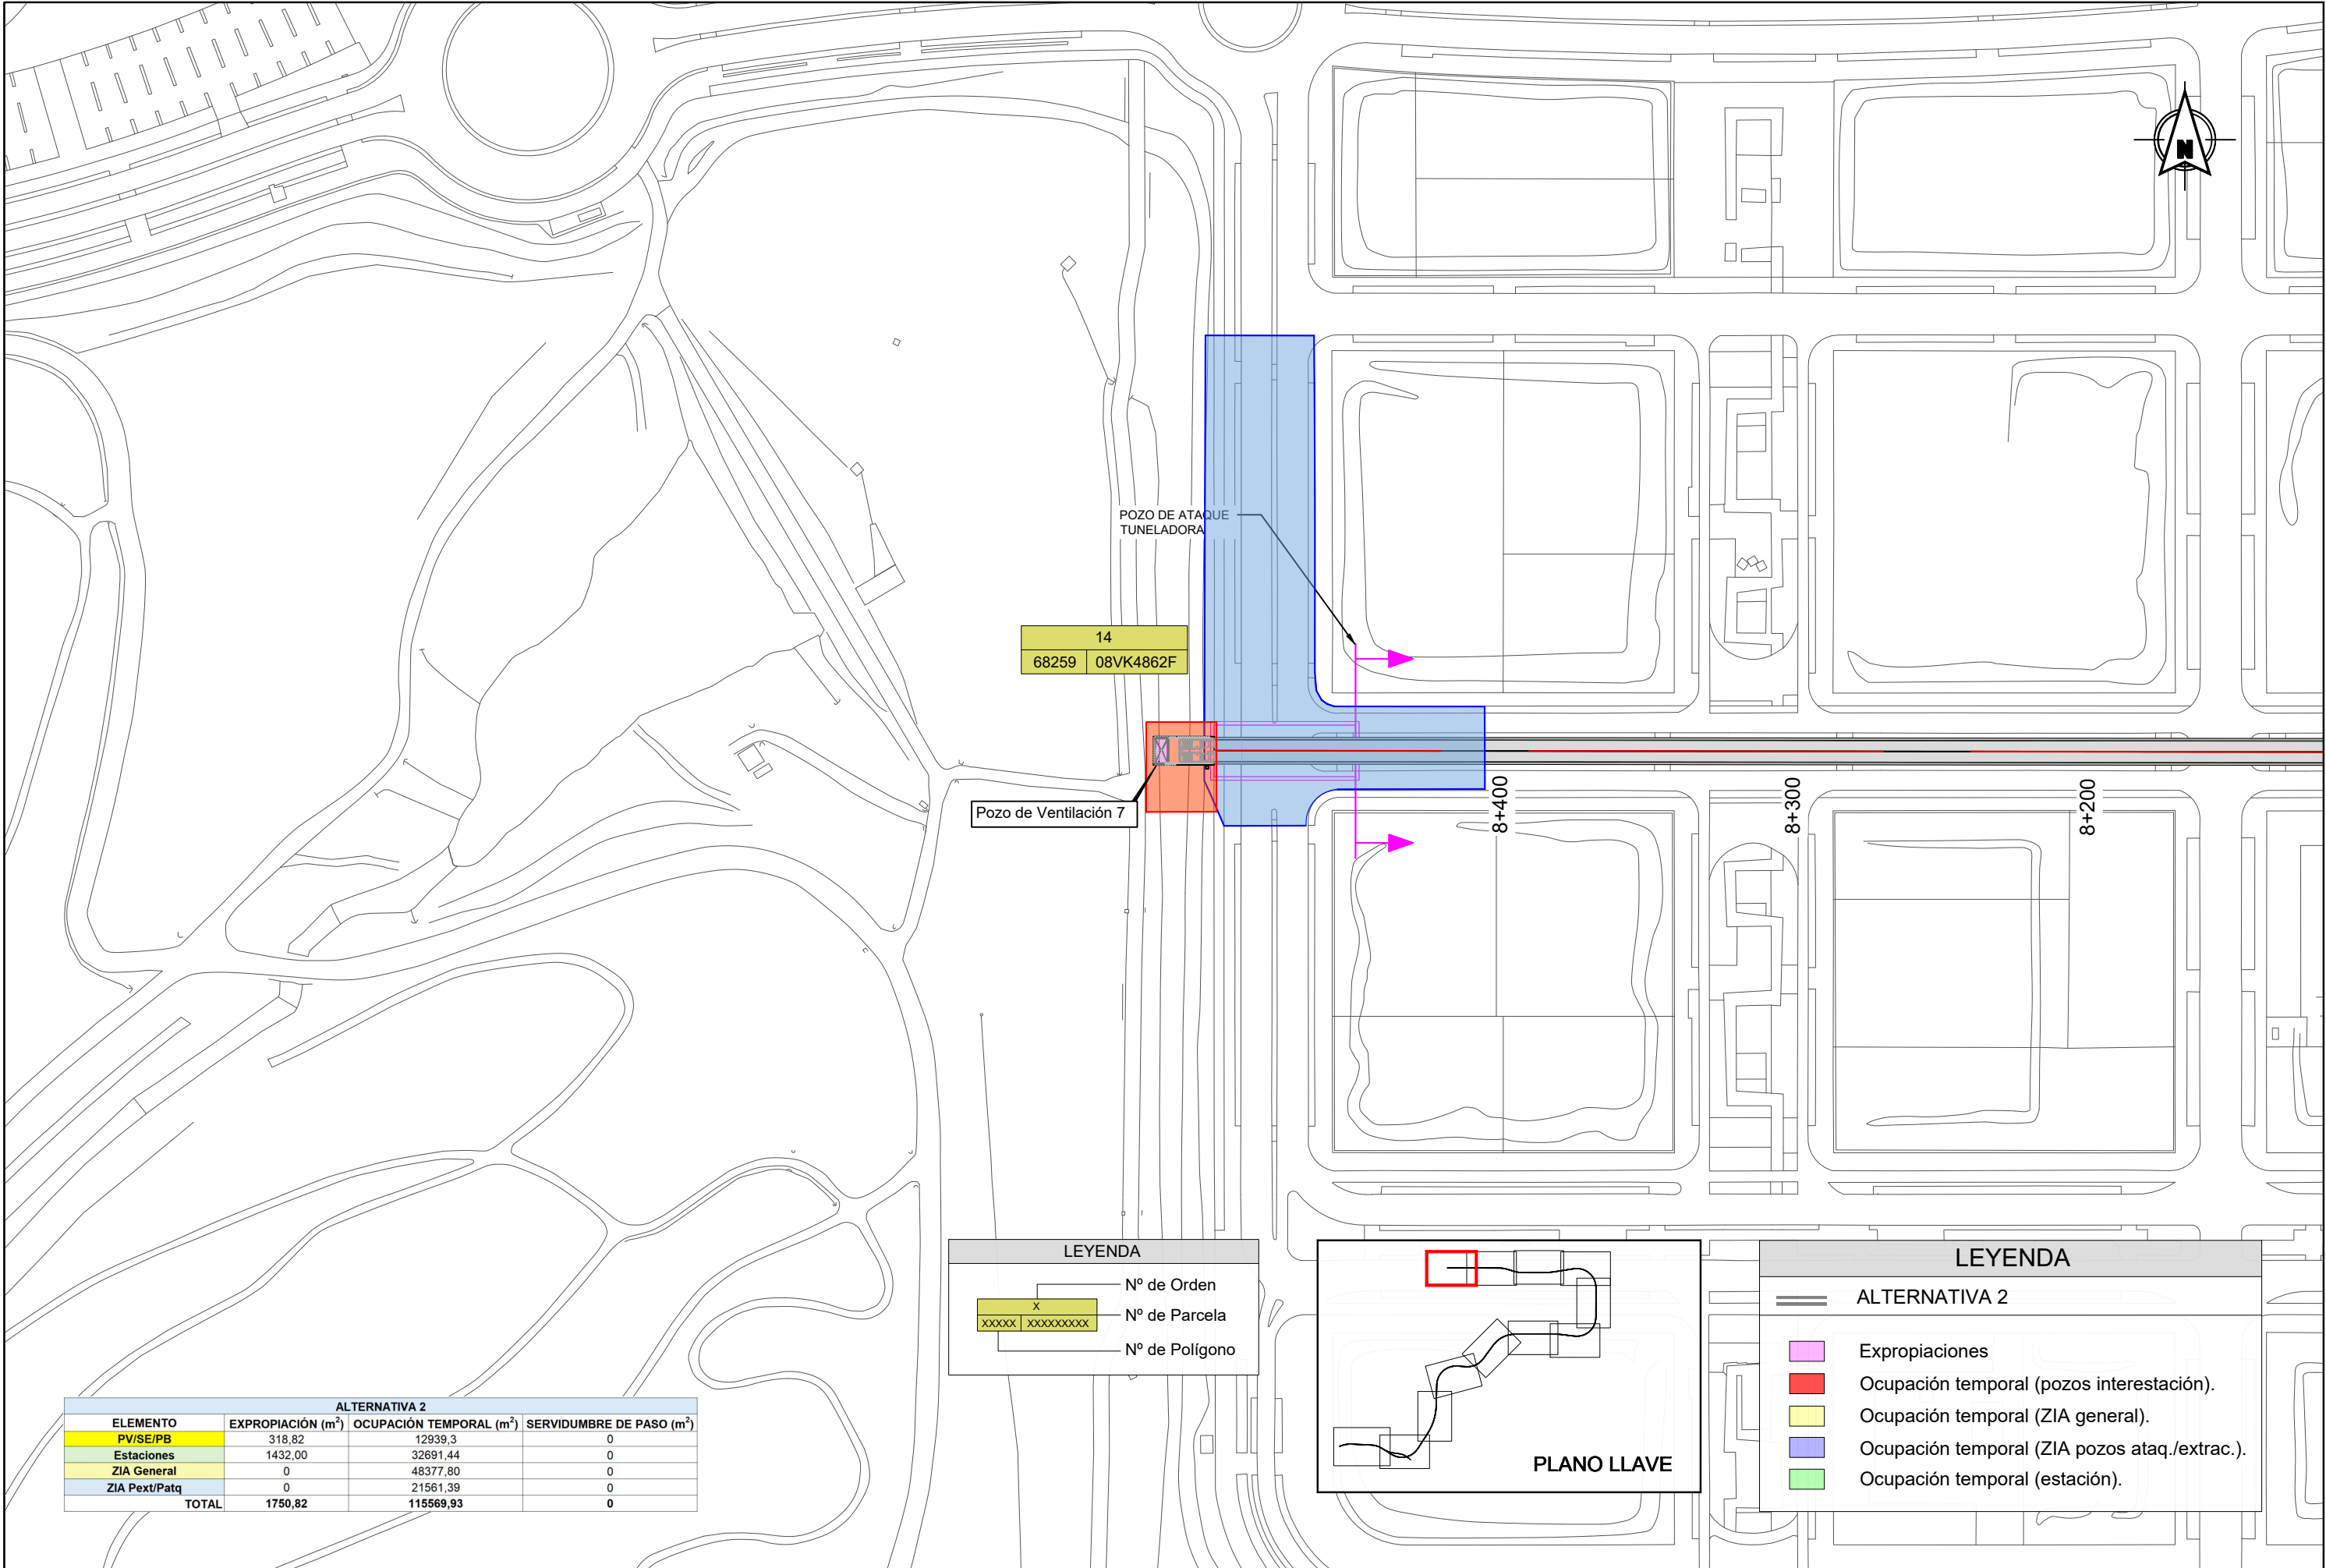 N
POZO DE ATAQUE
TUNELADORA
14
68259 08VK4862F
Pozo de Ventilación 7
8+400
8+300
8+200
LEYENDA
Nº de Orden
X
XXXXX XXXXXXXXX
Nº de Parcela
Nº de Polígono
PLANO LLAVE
LEYENDA
ALTERNATIVA 2
Expropiaciones
Ocupación temporal (pozos interestación).
Ocupación temporal (ZIA general).
Ocupación temporal (ZIA pozos ataq./extrac.).
Ocupación temporal (estación).
ALTERNATIVA 2
ELEMENTO EXPROPIACIÓN (m²) OCUPACIÓN TEMPORAL (m²) SERVIDUMBRE DE PASO (m²)
PV/SE/PB 318,82 12939,3 0
Estaciones 1432,00 32691,44 0
ZIA General 0 48377,80 0
ZIA Pext/Patq 0 21561,39 0
TOTAL 1750,82 115569,93 0